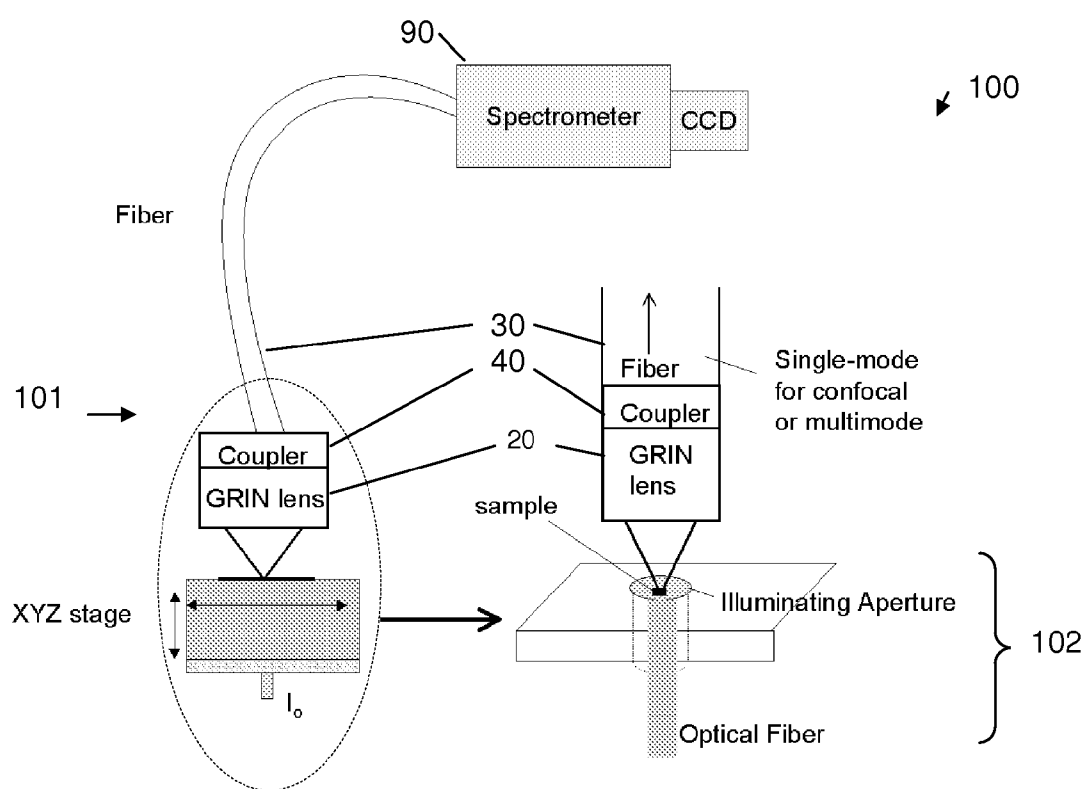 90
100
Spectrometer
CCD
Fiber
30
Fiber
40
Single-mode
for confocal
or multimode
101
Coupler
Coupler
20
GRIN
lens
GRIN lens
sample
XYZ stage
Illuminating Aperture
102
Io
Optical Fiber